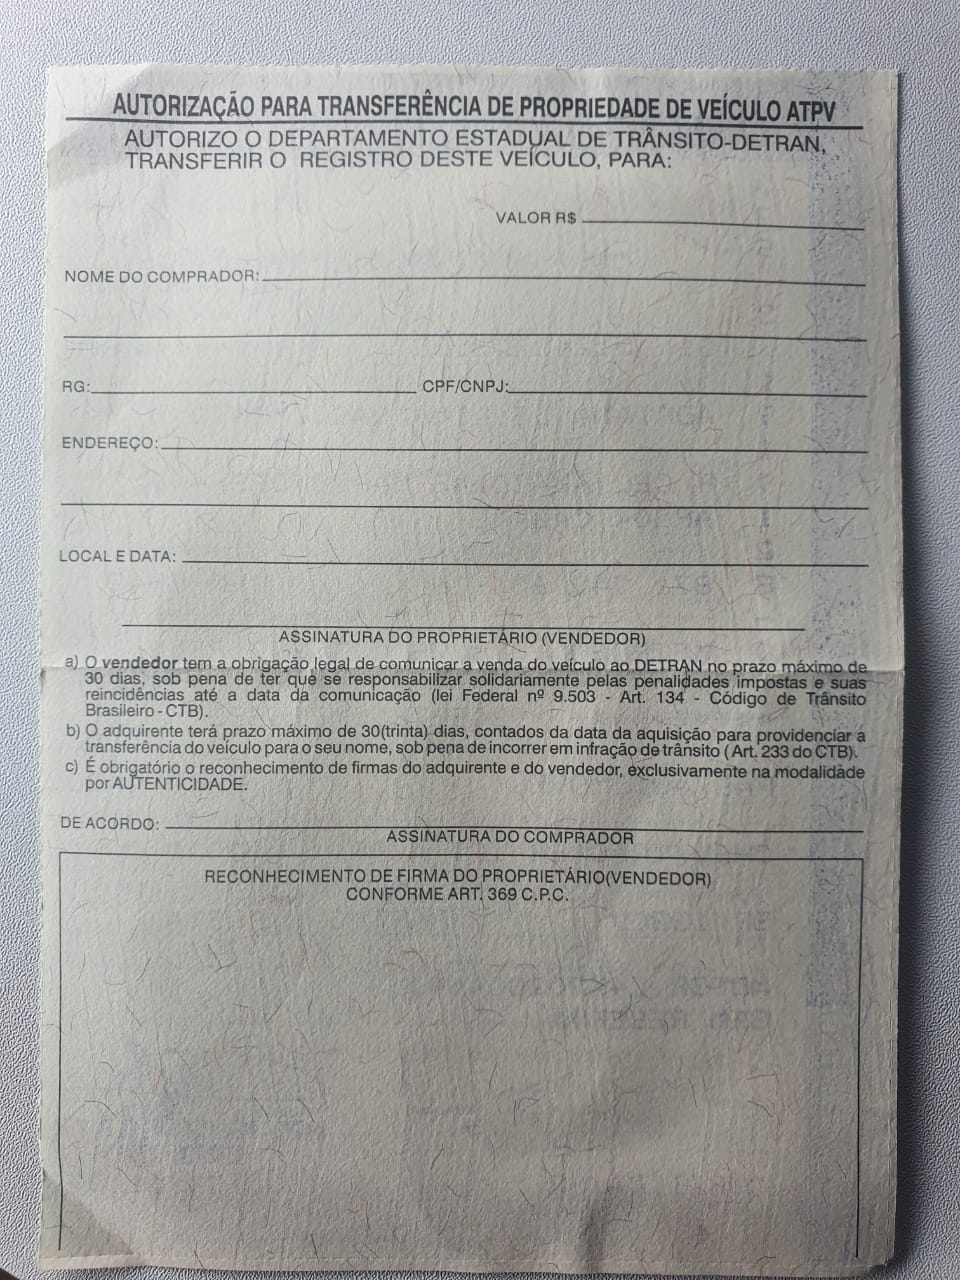 AUTORIZAÇÃO PARA TRANSFERÊNCIA DE PROPRIEDADE DE VEÍCULO ATPV
AUTORIZO O DEPARTAMENTO ESTADUAL DE TRÂNSITO-DETRAN,
TRANSFERIR O REGISTRO DESTE VEÍCULO, PARA:
VALOR R$
NOME DO COMPRADOR:
RG: CPF/CNPJ:
ENDEREÇO:
LOCAL E DATA:
ASSINATURA DO PROPRIETÁRIO (VENDEDOR)
a) O vendedor tem a obrigação legal de comunicar a venda do veículo ao DETRAN no prazo máximo de
30 dias, sob pena de ter que se responsabilizar solidariamente pelas penalidades impostas e suas
reincidências até a data da comunicação (lei Federal nº 9.503 - Art. 134 - Código de Trânsito
Brasileiro - CTB).
b) O adquirente terá prazo máximo de 30(trinta) dias, contados da data da aquisição para providenciar a
transferência do veículo para o seu nome, sob pena de incorrer em infração de trânsito ( Art. 233 do CTB).
c) É obrigatório o reconhecimento de firmas do adquirente e do vendedor, exclusivamente na modalidade
por AUTENTICIDADE.
DE ACORDO:
ASSINATURA DO COMPRADOR
RECONHECIMENTO DE FIRMA DO PROPRIETÁRIO(VENDEDOR)
CONFORME ART. 369 C.P.C.